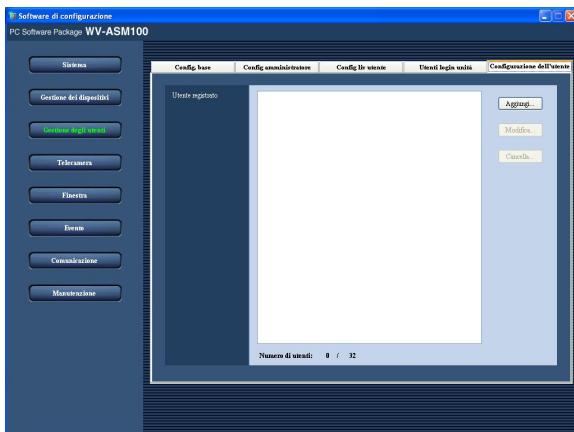 Software di configurazione
PC Software Package WV-ASM100
Sistema
Gestione dei dispositivi
Gestione degli utenti
Telecamera
Finestra
Evento
Comunicazione
Manutenzione
Config. base
Config amministratore
Config liv utente
Utenti login unità
Configurazione dell'utente
Utente registrato
Aggiungi...
Modifica...
Cancella...
Numero di utenti: 0 / 32